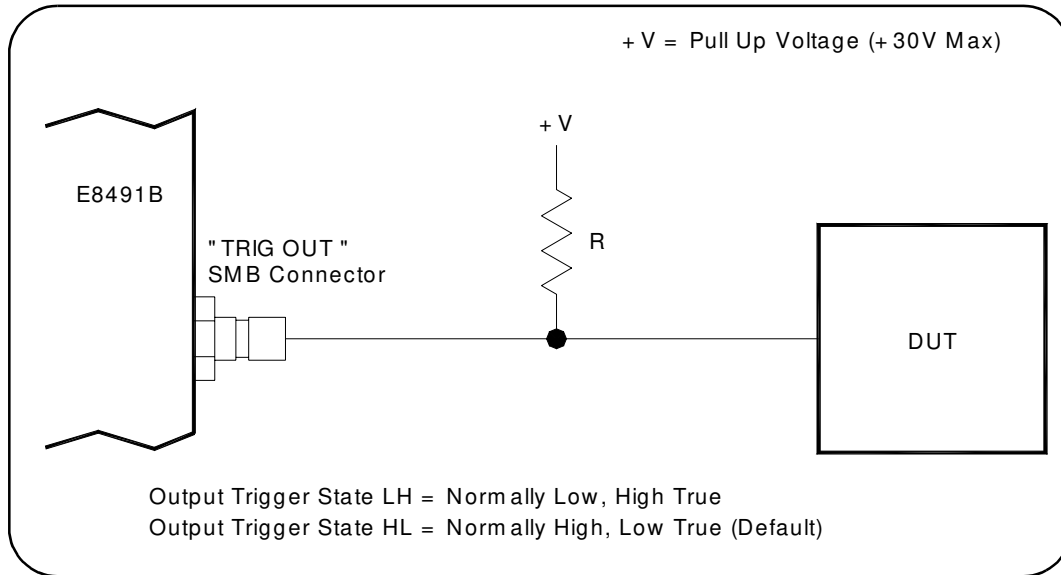 +V = Pull Up Voltage (+30V Max)
+V
E8491B
"TRIG OUT"
SMB Connector
R
DUT
Output Trigger State LH = Normally Low, High True
Output Trigger State HL = Normally High, Low True (Default)